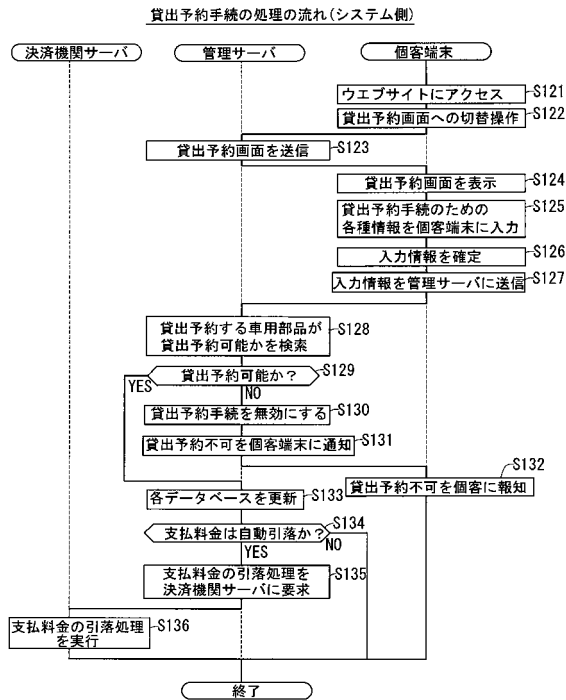 貸出予約手続の処理の流れ(システム側)
決済機関サーバ
管理サーバ
個客端末
ウエブサイトにアクセス
S121
貸出予約画面への切替操作
S122
貸出予約画面を送信
S123
貸出予約画面を表示
S124
貸出予約手続のための
各種情報を個客端末に入力
S125
入力情報を確定
S126
入力情報を管理サーバに送信
S127
貸出予約する車用部品が
貸出予約可能かを検索
S128
貸出予約可能か?
S129
YES
NO
貸出予約手続を無効にする
S130
貸出予約不可を個客端末に通知
S131
貸出予約不可を個客に報知
S132
各データベースを更新
S133
支払料金は自動引落か?
S134
YES
NO
支払料金の引落処理を
決済機関サーバに要求
S135
支払料金の引落処理
を実行
S136
終了